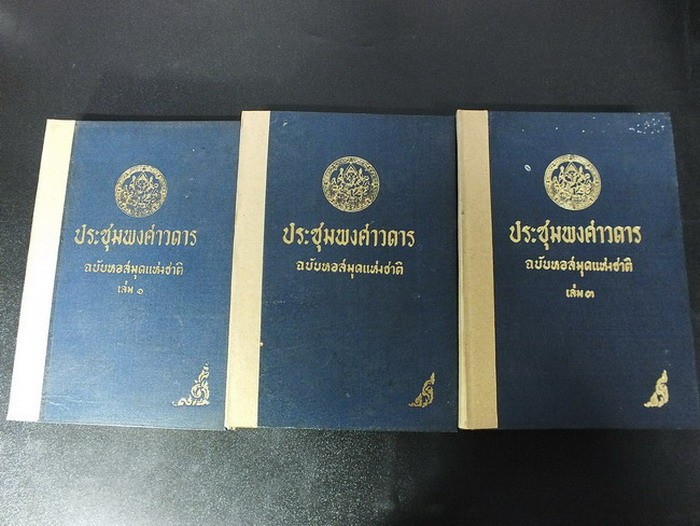 ประชุมพงศาวดาร
ฉบับหอสมุดแห่งชาติ
เล่ม ๑
ประชุมพงศาวดาร
ฉบับหอสมุดแห่งชาติ
ประชุมพงศาวดาร
ฉบับหอสมุดแห่งชาติ
เล่ม ๓